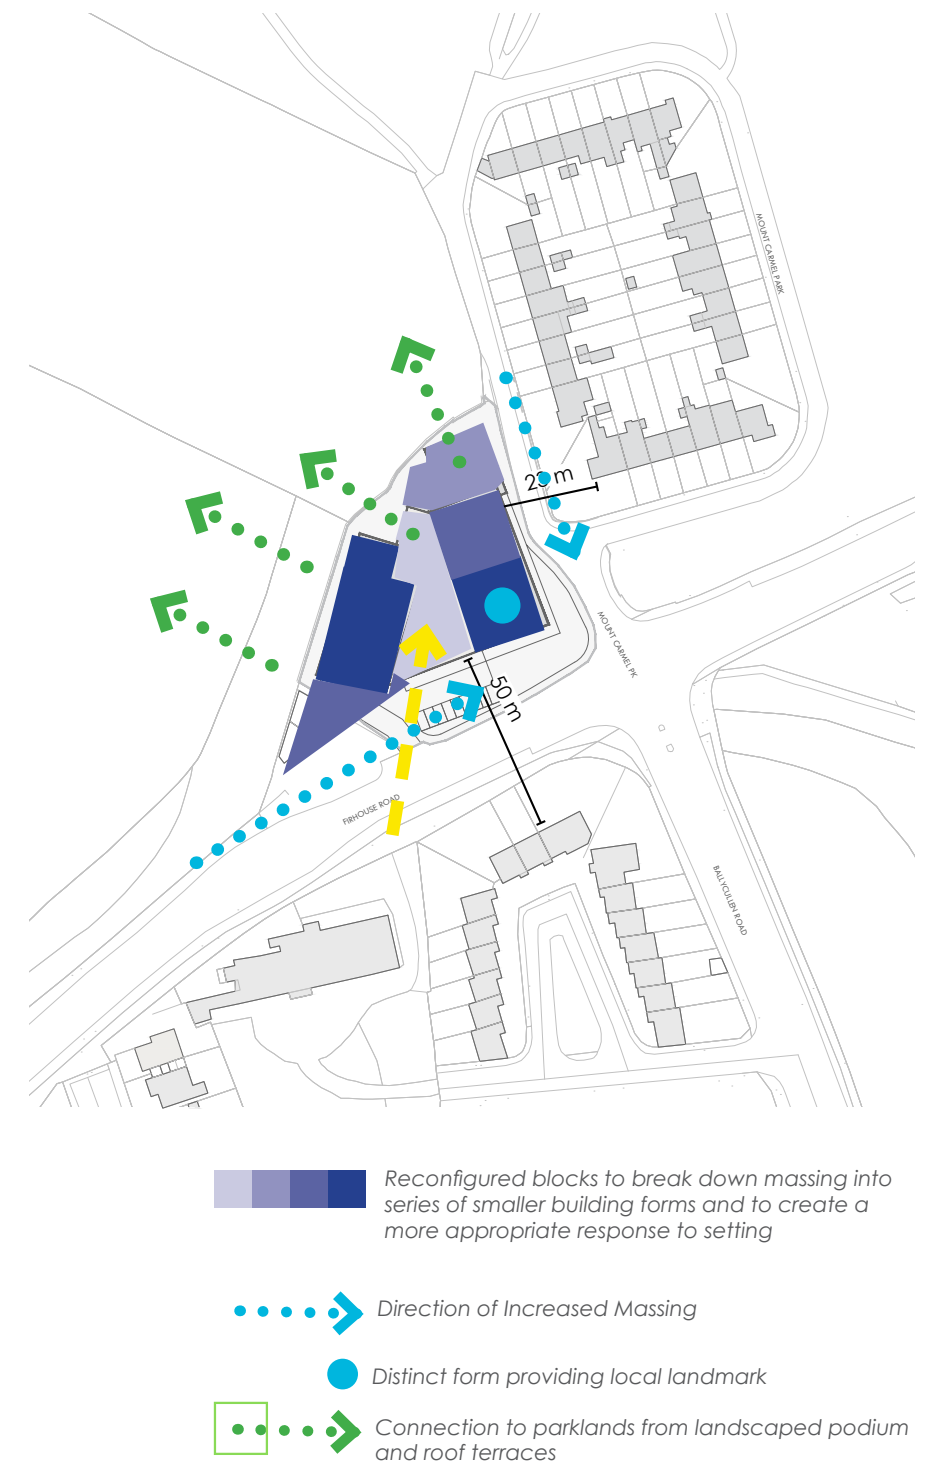 MOUNT CARMEL PARK
23 m
MOUNT CARMEL PK
50 m
FIRHOUSE ROAD
BALLYCULLEN ROAD
Reconfigured blocks to break down massing into
series of smaller building forms and to create a
more appropriate response to setting
Direction of Increased Massing
Distinct form providing local landmark
Connection to parklands from landscaped podium
and roof terraces